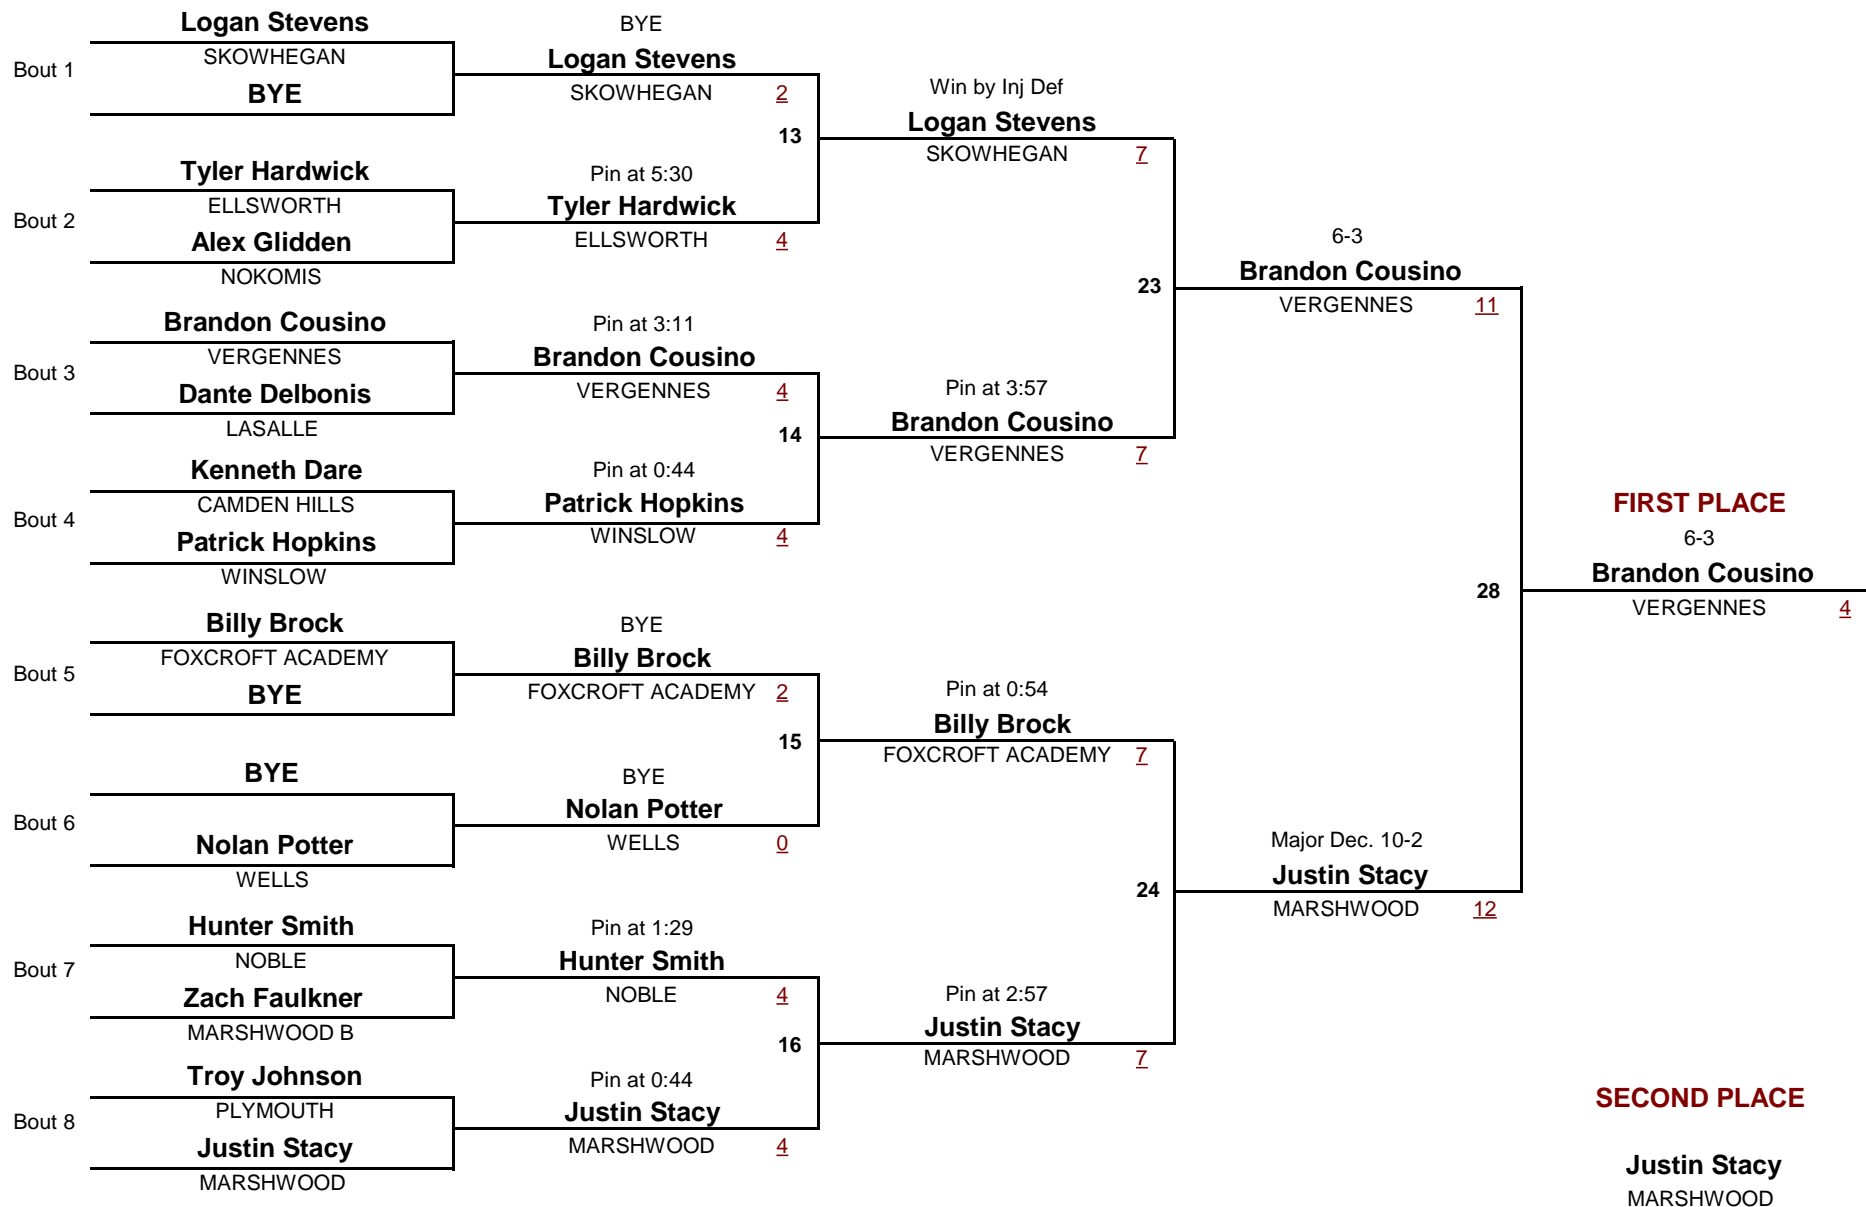 Logan Stevens
Bout 1
SKOWHEGAN
BYE
Tyler Hardwick
Bout 2
ELLSWORTH
Alex Glidden
NOKOMIS
Brandon Cousino
Bout 3
VERGENNES
Dante Delbonis
LASALLE
Kenneth Dare
Bout 4
CAMDEN HILLS
Patrick Hopkins
WINSLOW
Billy Brock
Bout 5
FOXCROFT ACADEMY
BYE
BYE
Bout 6
Nolan Potter
WELLS
Hunter Smith
Bout 7
NOBLE
Zach Faulkner
MARSHWOOD B
Troy Johnson
Bout 8
PLYMOUTH
Justin Stacy
MARSHWOOD
BYE
Logan Stevens
SKOWHEGAN 2
13
Pin at 5:30
Tyler Hardwick
ELLSWORTH 4
Pin at 3:11
Brandon Cousino
VERGENNES 4
14
Pin at 0:44
Patrick Hopkins
WINSLOW 4
BYE
Billy Brock
FOXCROFT ACADEMY 2
15
BYE
Nolan Potter
WELLS 0
Pin at 1:29
Hunter Smith
NOBLE 4
16
Pin at 0:44
Justin Stacy
MARSHWOOD 4
Win by Inj Def
Logan Stevens
SKOWHEGAN 7
23
Pin at 3:57
Brandon Cousino
VERGENNES 7
Pin at 0:54
Billy Brock
FOXCROFT ACADEMY 7
24
Pin at 2:57
Justin Stacy
MARSHWOOD 7
6-3
Brandon Cousino
VERGENNES 11
28
Major Dec. 10-2
Justin Stacy
MARSHWOOD 12
FIRST PLACE
6-3
Brandon Cousino
VERGENNES 4
SECOND PLACE
Justin Stacy
MARSHWOOD